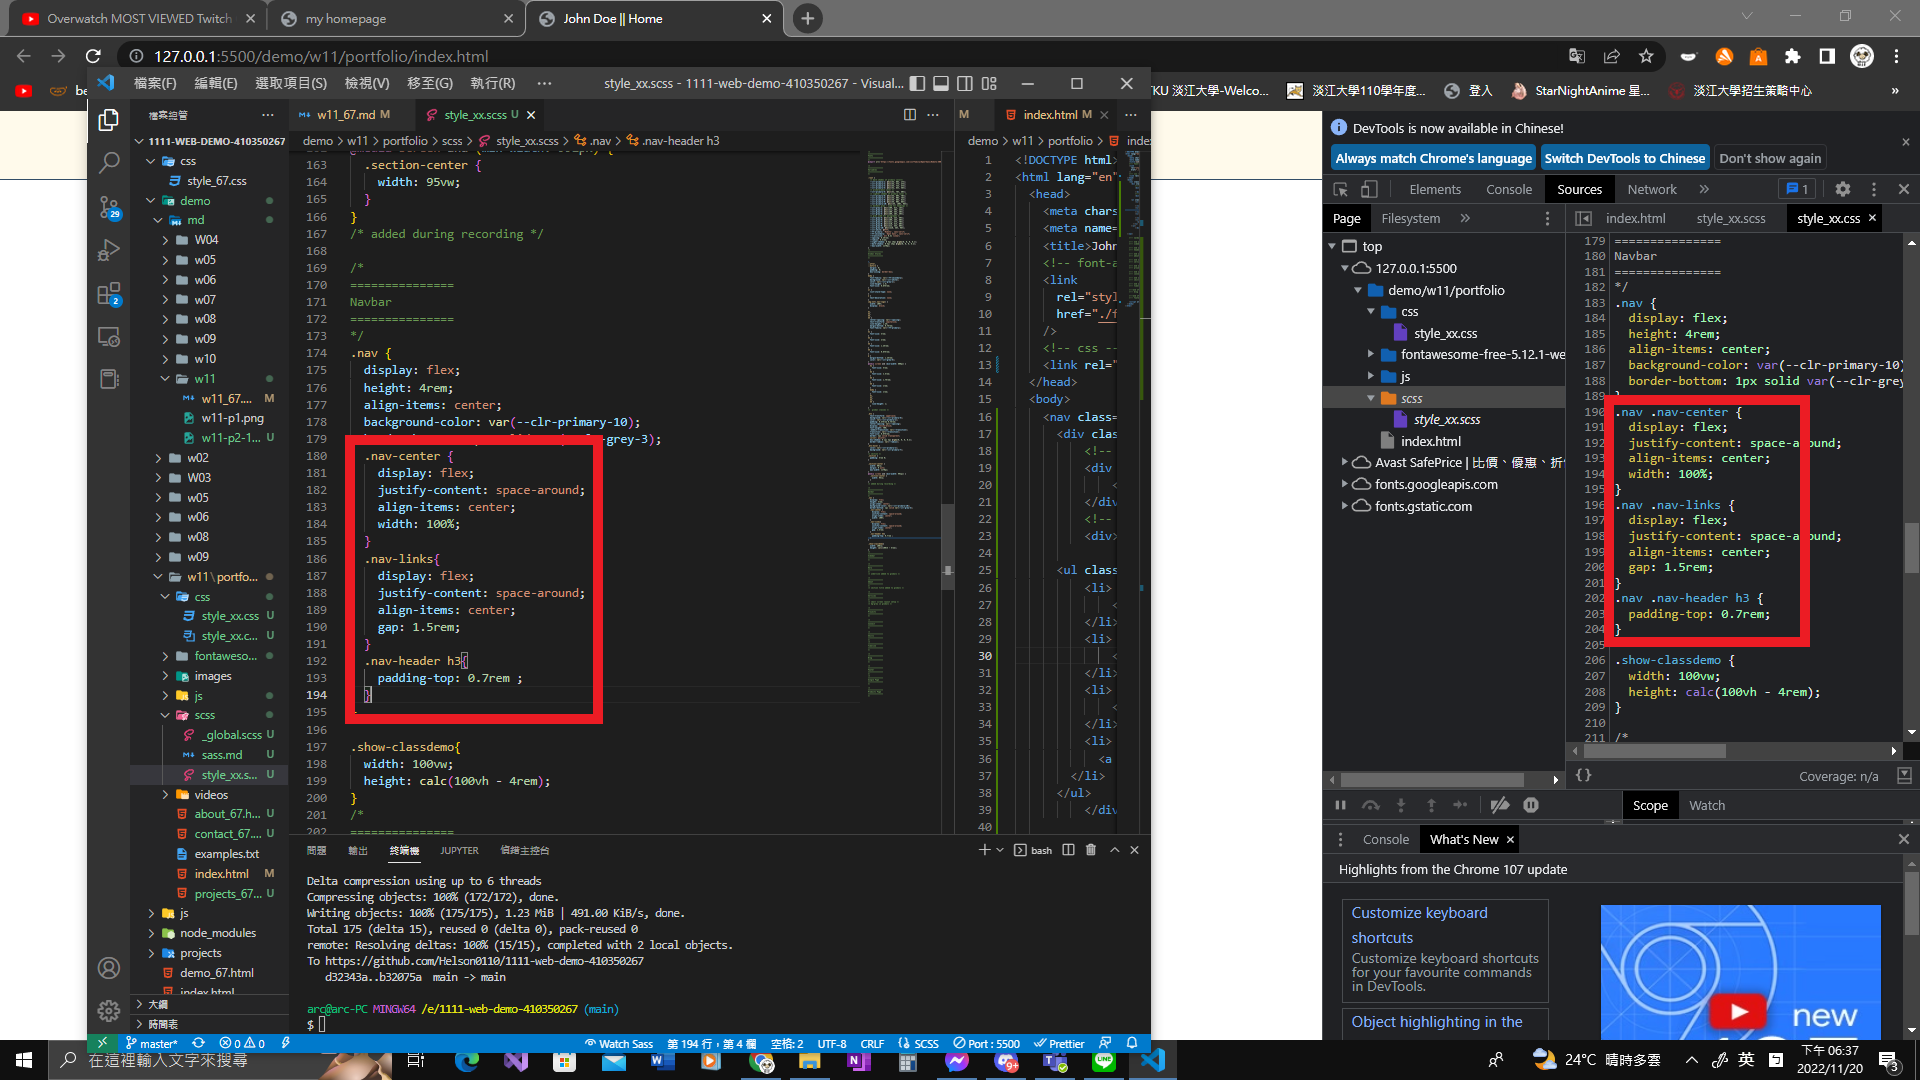 Overwatch MOST VIEWED Twitch
my homepage
John Doe || Home
127.0.0.1:5500/demo/w11/portfolio/index.html
檔案(F) 編輯(E) 選取項目(S) 檢視(V) 移至(G) 執行(R) ···
style_xx.scss - 1111-web-demo-410350267 - Visual...
be
TKU 淡江大學-Welco...
淡江大學110學年度...
登入
StarNightAnime 星...
淡江大學招生策略中心
»
檔案總管
w11_67.md M
style_xx.scss U
M
index.html M
1111-WEB-DEMO-410350267
css
style_67.css
demo
md
W04
w05
w06
w07
w08
w09
w10
w11
w11_67.... M
w11-p1.png
w11-p2-1... U
w02
W03
w05
w06
w08
w09
w11\portfo...
css
style_xx.css U
style_xx.c... U
fontaweso...
images
js
scss
_global.scss U
sass.md U
style_xx.s... U
videos
about_67.h... U
contact_67.... U
examples.txt
index.html M
projects_67... U
js
node_modules
projects
demo_67.html
index.html
大綱
時間表
29
2
demo > w11 > portfolio > scss > style_xx.scss > .nav > .nav-header h3
163 .section-center {
164 width: 95vw;
165 }
166 }
167 /* added during recording */
168
169 /*
170 ===============
171 Navbar
172 ===============
173 */
174 .nav {
175 display: flex;
176 height: 4rem;
177 align-items: center;
178 background-color: var(--clr-primary-10);
179 -grey-3);
180 .nav-center {
181 display: flex;
182 justify-content: space-around;
183 align-items: center;
184 width: 100%;
185 }
186 .nav-links{
187 display: flex;
188 justify-content: space-around;
189 align-items: center;
190 gap: 1.5rem;
191 }
192 .nav-header h3{
193 padding-top: 0.7rem ;
194 }
195
196
197 .show-classdemo{
198 width: 100vw;
199 height: calc(100vh - 4rem);
200 }
201 /*
202 ===============
demo > w11 > portfolio > inde
1 <!DOCTYPE html>
2 <html lang="en"
3 <head>
4 <meta chars
5 <meta name=
6 <title>John
7 <!-- font-a
8 <link
9 rel="styl
10 href="./f
11 />
12 <!-- css --
13 <link rel="
14 </head>
15 <body>
16 <nav class=
17 <div clas
18 <!--
19 <div
20 <
21 </div
22 <!--
23 <div>
24
25 <ul class
26 <li>
27 <
28 </li>
29 <li>
30 <
31 </li>
32 <li>
33 <
34 </li>
35 <li>
36 <a
37 </li>
38 </ul>
39 </div
40
問題 輸出 終端機 JUPYTER 偵錯主控台
bash
Delta compression using up to 6 threads
Compressing objects: 100% (172/172), done.
Writing objects: 100% (175/175), 1.23 MiB | 491.00 KiB/s, done.
Total 175 (delta 15), reused 0 (delta 0), pack-reused 0
remote: Resolving deltas: 100% (15/15), completed with 2 local objects.
To https://github.com/Helson0110/1111-web-demo-410350267
d32343a..b32075a main -> main
arc@arc-PC MINGW64 /e/1111-web-demo-410350267 (main)
$
master* 0 0 Watch Sass 第 194 行，第 4 欄 空格: 2 UTF-8 CRLF SCSS Port : 5500 Prettier
DevTools is now available in Chinese!
Always match Chrome's language
Switch DevTools to Chinese
Don't show again
Elements Console Sources Network » 1
Page Filesystem »
index.html style_xx.scss style_xx.css
top
127.0.0.1:5500
demo/w11/portfolio
css
style_xx.css
fontawesome-free-5.12.1-we
js
scss
style_xx.scss
index.html
Avast SafePrice | 比價、優惠、折
fonts.googleapis.com
fonts.gstatic.com
179 ===============
180 Navbar
181 ===============
182 */
183 .nav {
184 display: flex;
185 height: 4rem;
186 align-items: center;
187 background-color: var(--clr-primary-10)
188 border-bottom: 1px solid var(--clr-grey
189 }
190 .nav .nav-center {
191 display: flex;
192 justify-content: space-around;
193 align-items: center;
194 width: 100%;
195 }
196 .nav .nav-links {
197 display: flex;
198 justify-content: space-around;
199 align-items: center;
200 gap: 1.5rem;
201 }
202 .nav .nav-header h3 {
203 padding-top: 0.7rem;
204 }
205
206 .show-classdemo {
207 width: 100vw;
208 height: calc(100vh - 4rem);
209 }
210
211 /*
{ } Coverage: n/a
Scope Watch
Console What's New
Highlights from the Chrome 107 update
Customize keyboard
shortcuts
Customize keyboard shortcuts
for your favourite commands
in DevTools.
Object highlighting in the
new
在這裡輸入文字來搜尋
9+
24°C 晴時多雲
英
下午 06:37
2022/11/20
3